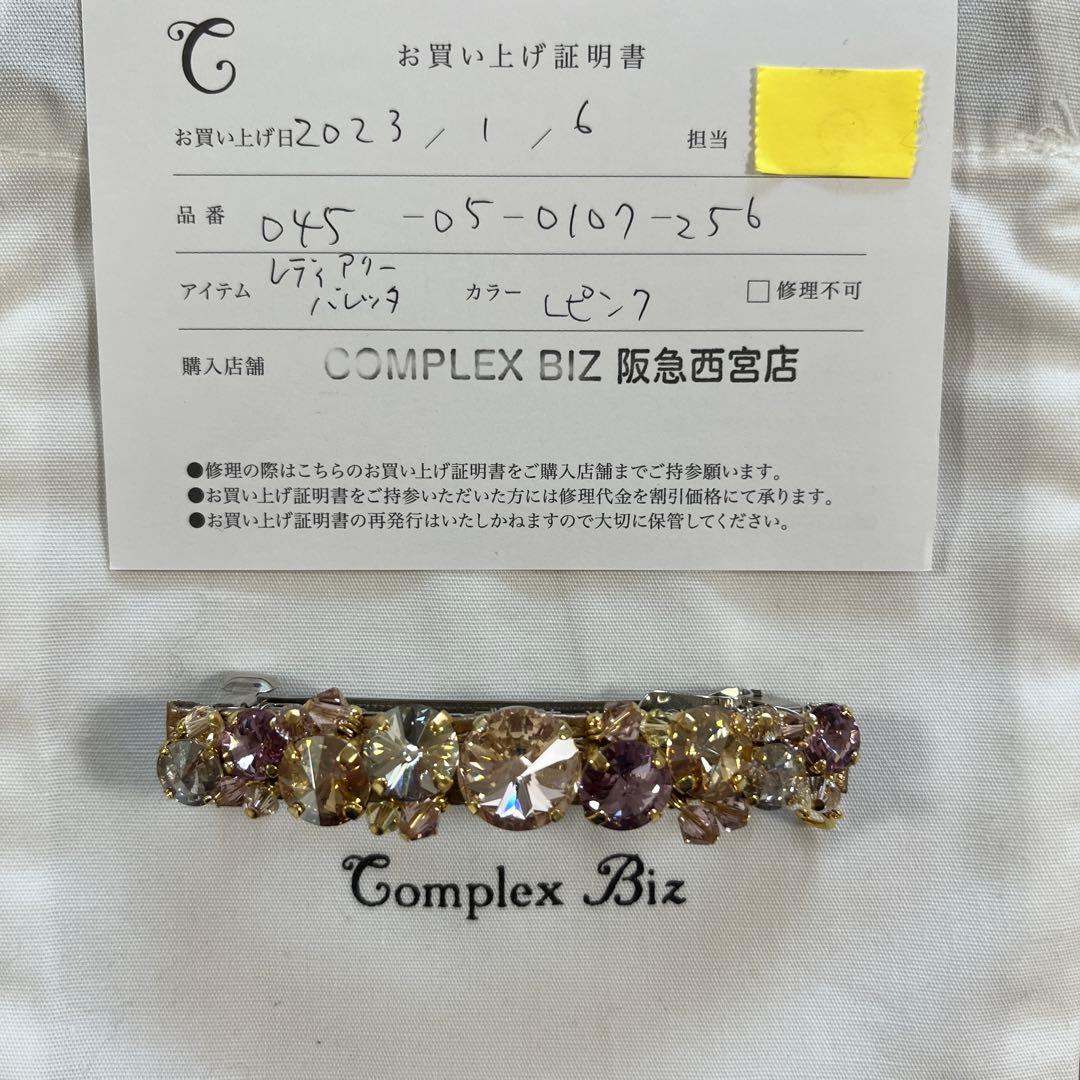 C
お買い上げ証明書
お買い上げ日 2023 / 1 / 6 担当
品番 045 -05-0107-256
アイテム レディアリー バレッタ カラー Lピンク □修理不可
購入店舗 COMPLEX BIZ 阪急西宮店
●修理の際はこちらのお買い上げ証明書をご購入店舗までご持参願います。
●お買い上げ証明書をご持参いただいた方には修理代金を割引価格にて承ります。
●お買い上げ証明書の再発行はいたしかねますので大切に保管してください。
Complex Biz